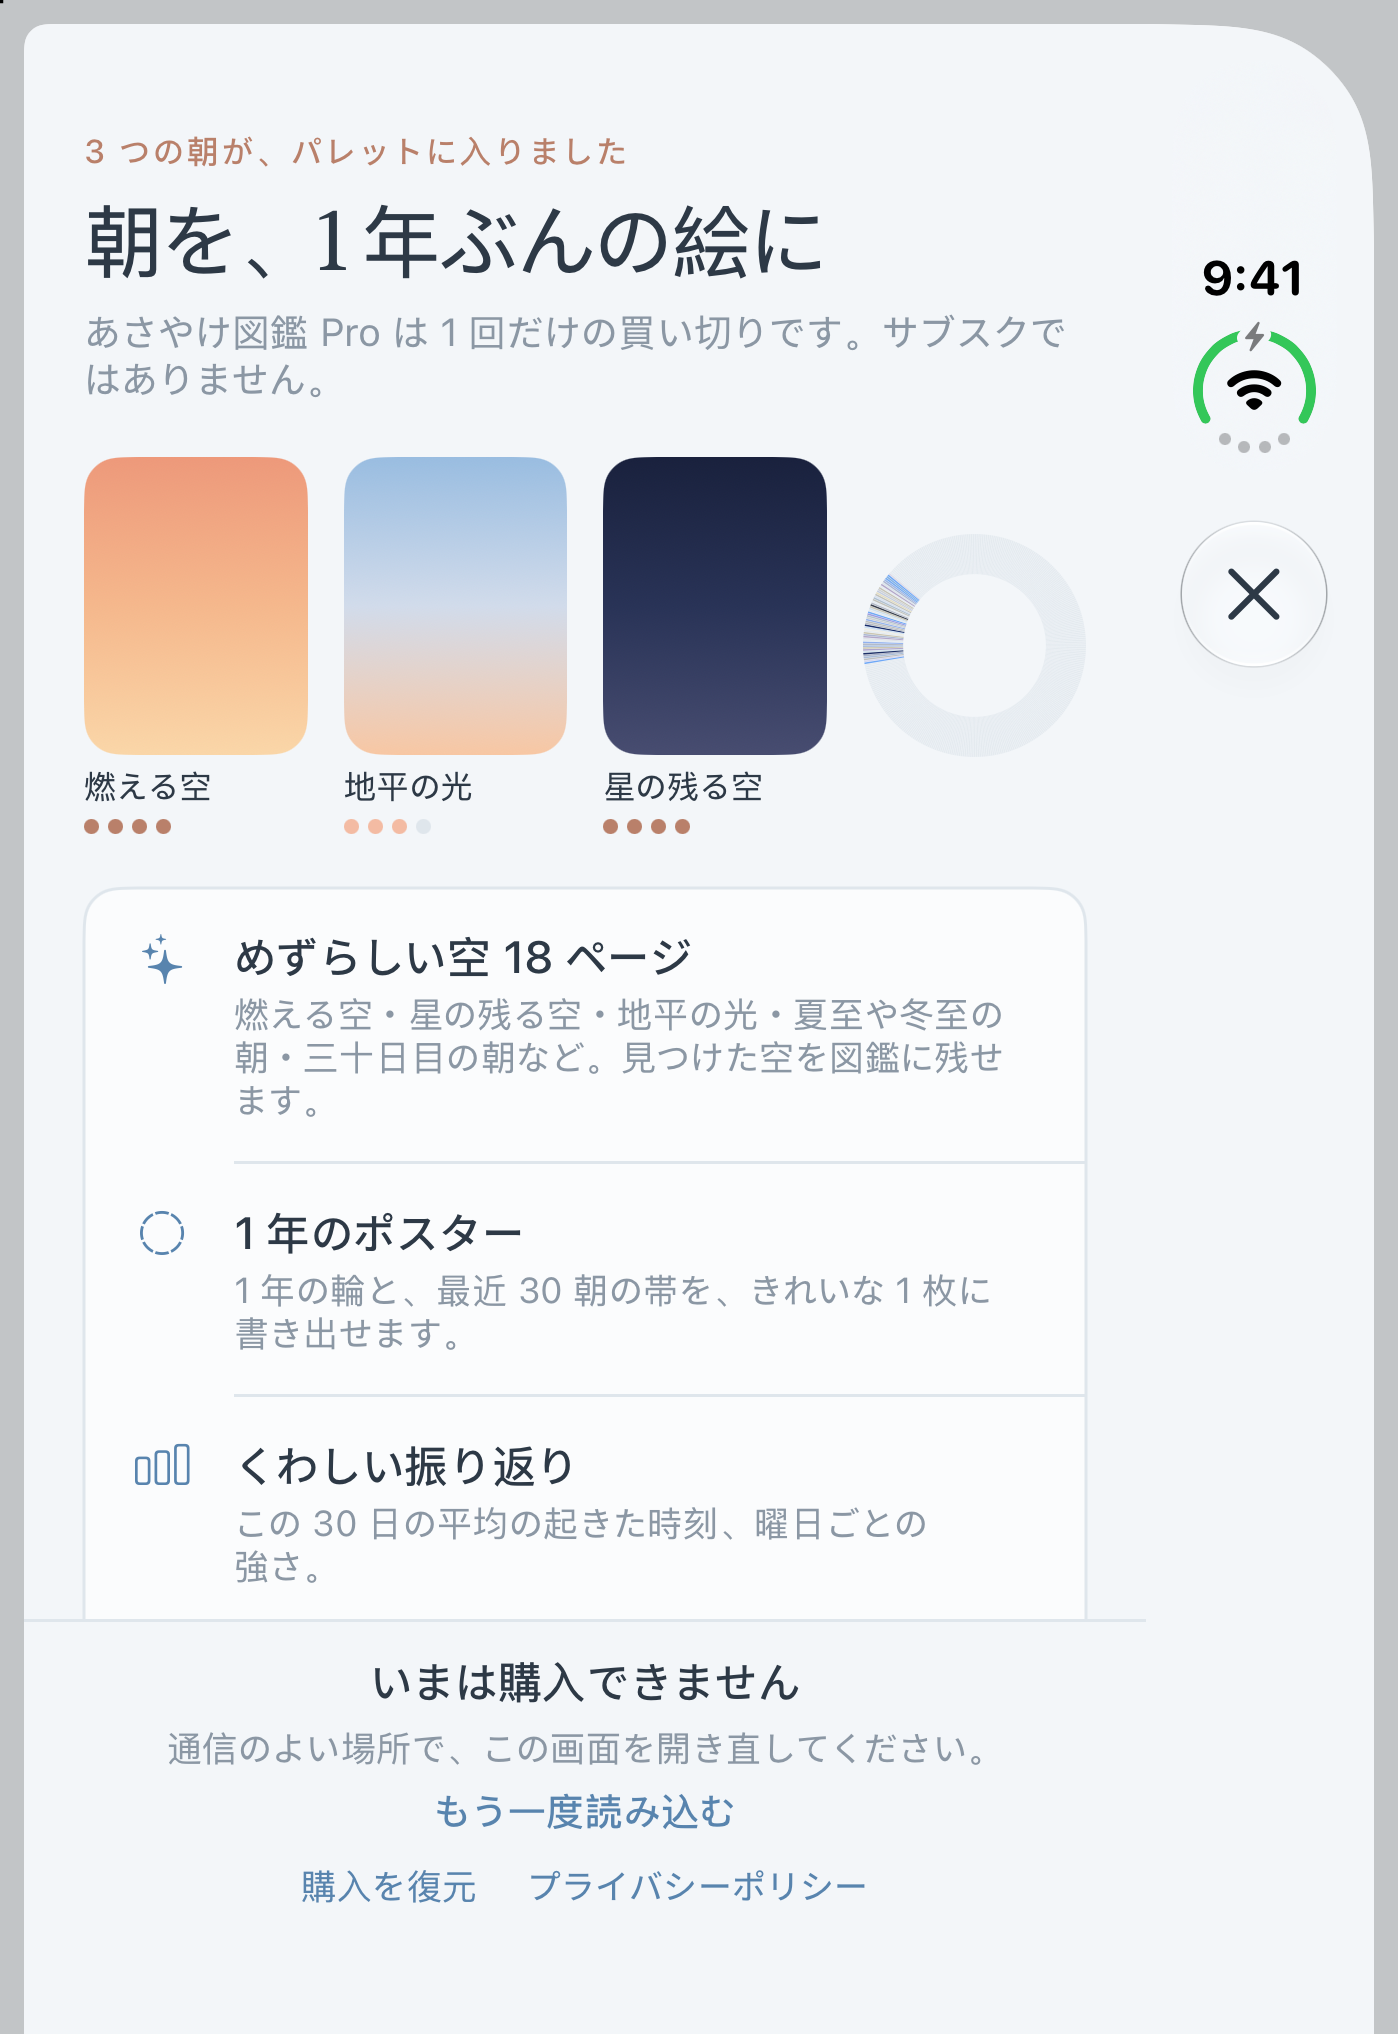 3 つの朝が、パレットに入りました
朝を、1年ぶんの絵に
あさやけ図鑑 Pro は 1 回だけの買い切りです。サブスクで
はありません。
9:41
燃える空
地平の光
星の残る空
めずらしい空 18 ページ
燃える空・星の残る空・地平の光・夏至や冬至の
朝・三十日目の朝など。見つけた空を図鑑に残せ
ます。
1 年のポスター
1 年の輪と、最近 30 朝の帯を、きれいな 1 枚に
書き出せます。
くわしい振り返り
この 30 日の平均の起きた時刻、曜日ごとの
強さ。
いまは購入できません
通信のよい場所で、この画面を開き直してください。
もう一度読み込む
購入を復元 プライバシーポリシー